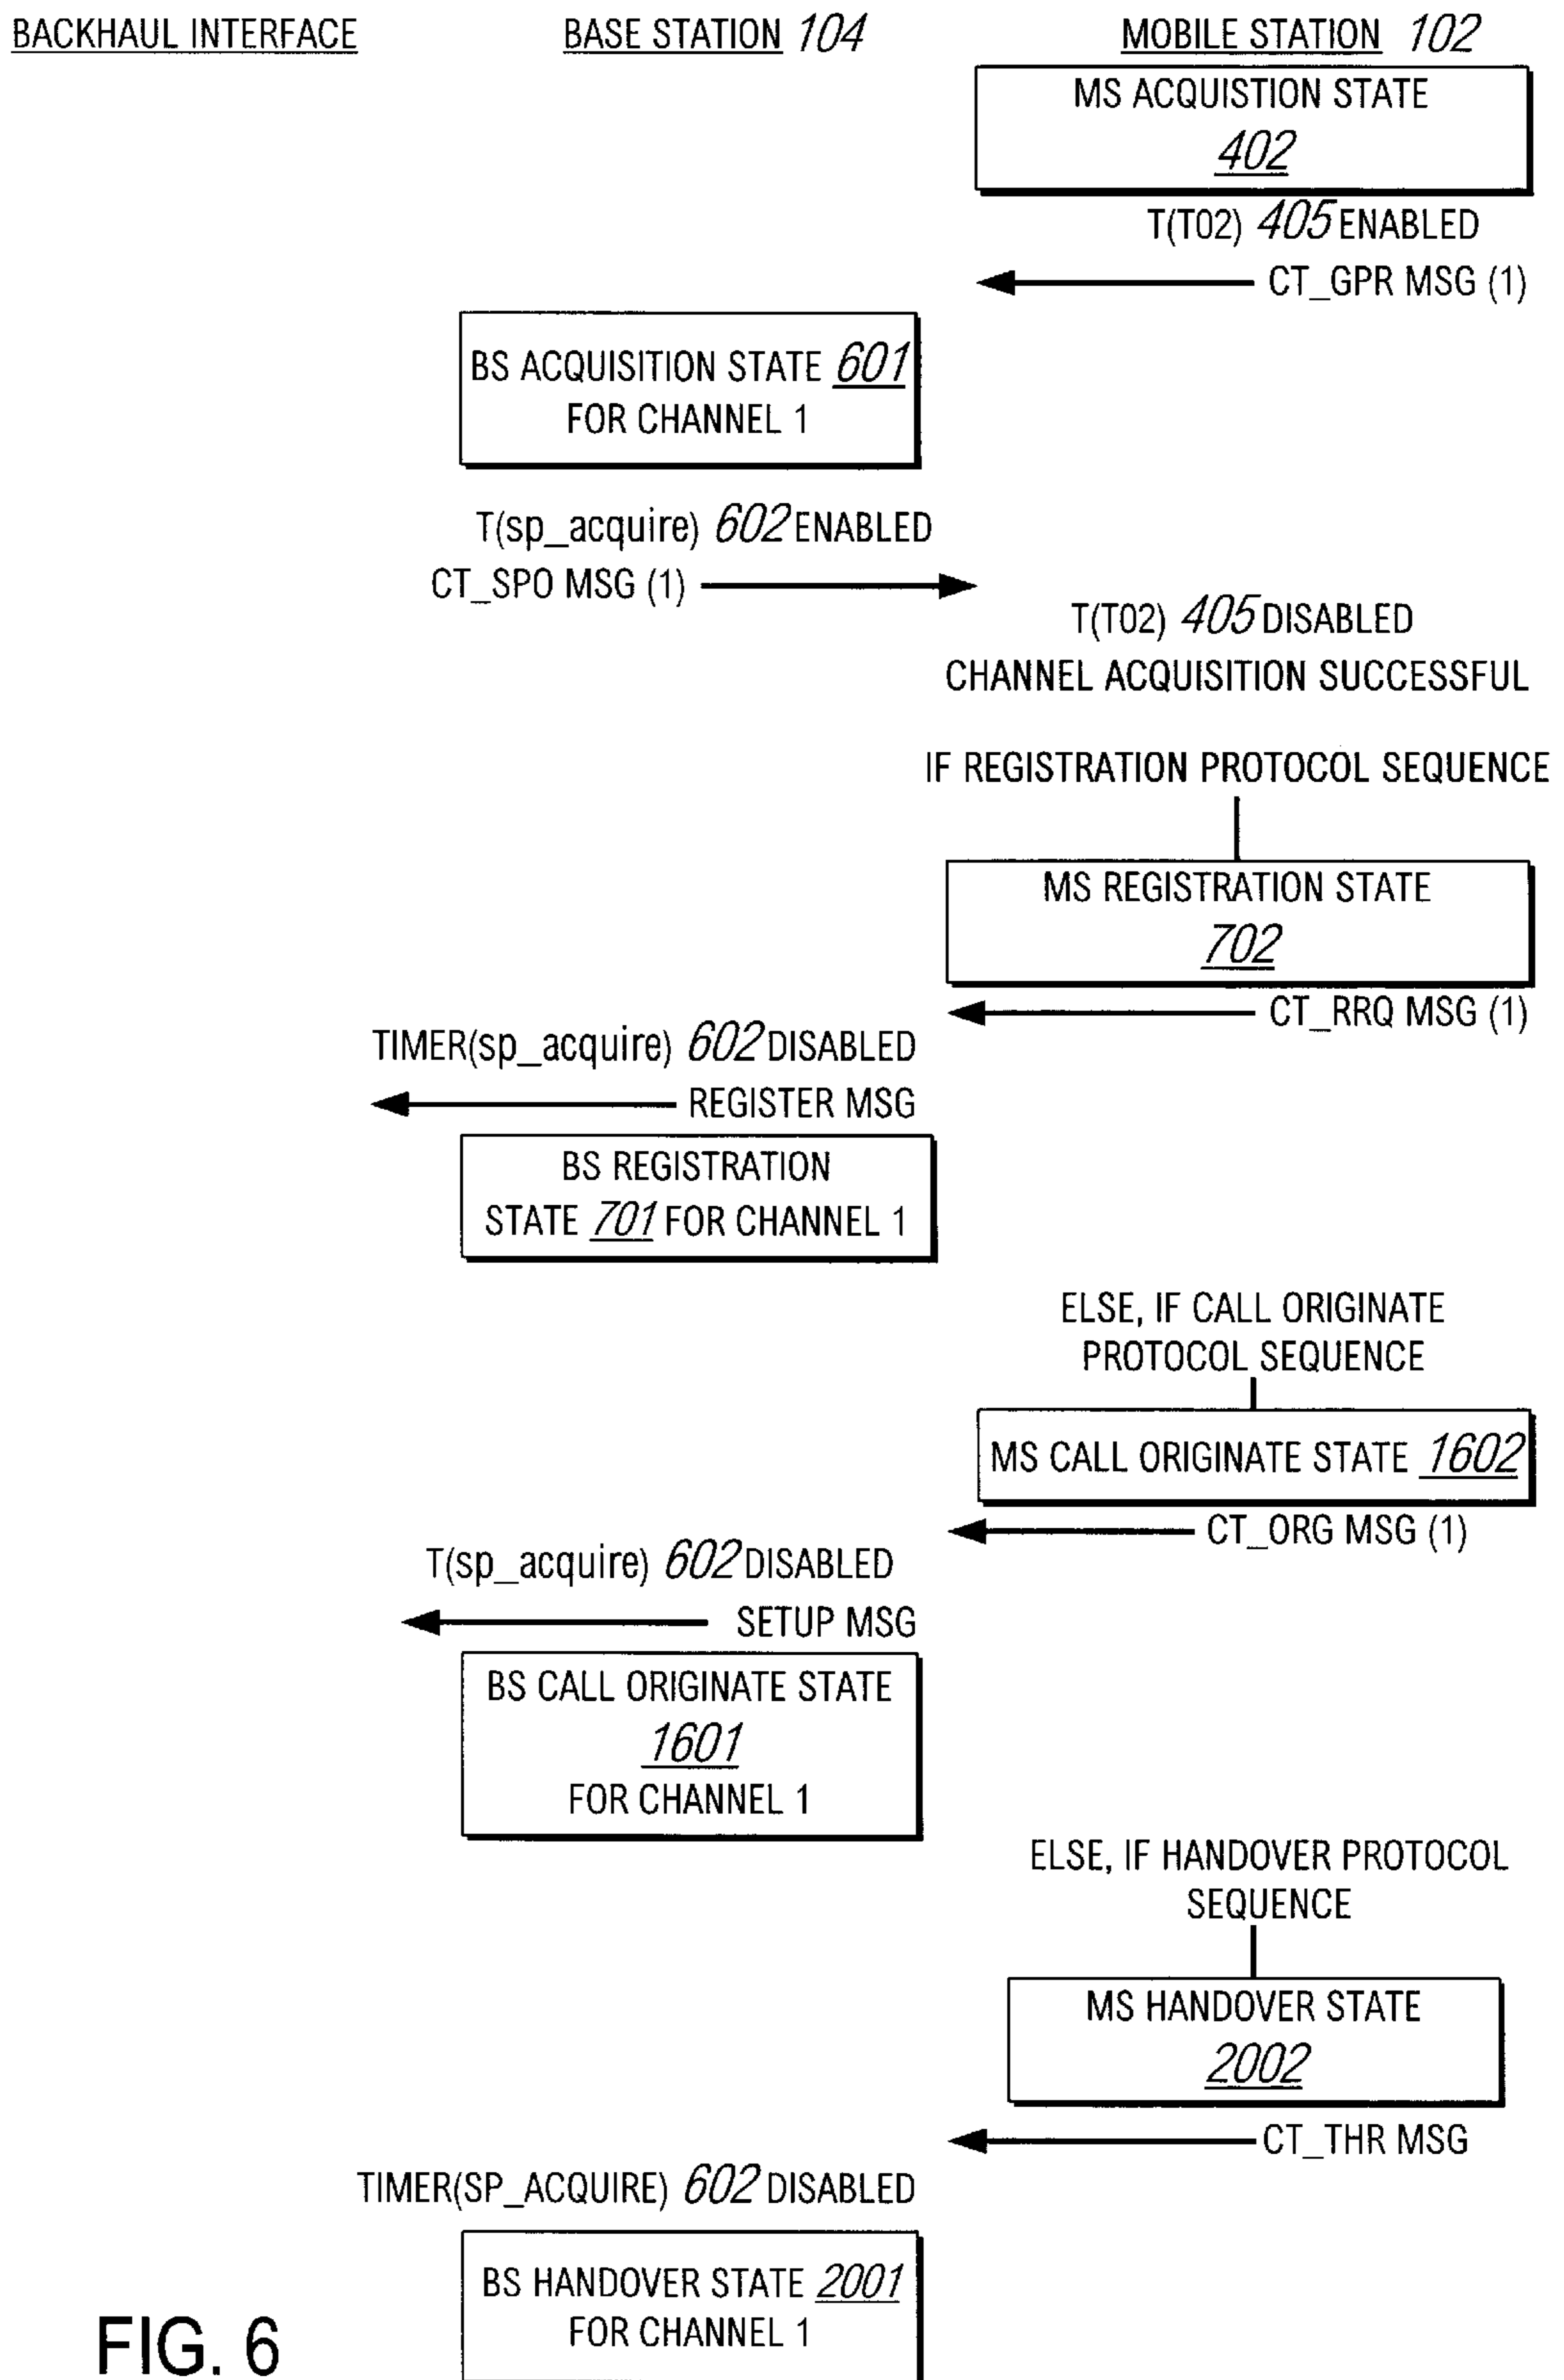 BACKHAUL INTERFACE
BASE STATION 104
MOBILE STATION 102
MS ACQUISTION STATE
402
T(T02) 405 ENABLED
CT_GPR MSG (1)
BS ACQUISITION STATE 601
FOR CHANNEL 1
T(sp_acquire) 602 ENABLED
CT_SPO MSG (1)
T(T02) 405 DISABLED
CHANNEL ACQUISITION SUCCESSFUL
IF REGISTRATION PROTOCOL SEQUENCE
MS REGISTRATION STATE
702
CT_RRQ MSG (1)
TIMER(sp_acquire) 602 DISABLED
REGISTER MSG
BS REGISTRATION
STATE 701 FOR CHANNEL 1
ELSE, IF CALL ORIGINATE
PROTOCOL SEQUENCE
MS CALL ORIGINATE STATE 1602
CT_ORG MSG (1)
T(sp_acquire) 602 DISABLED
SETUP MSG
BS CALL ORIGINATE STATE
1601
FOR CHANNEL 1
ELSE, IF HANDOVER PROTOCOL
SEQUENCE
MS HANDOVER STATE
2002
CT_THR MSG
TIMER(SP_ACQUIRE) 602 DISABLED
BS HANDOVER STATE 2001
FOR CHANNEL 1
FIG. 6